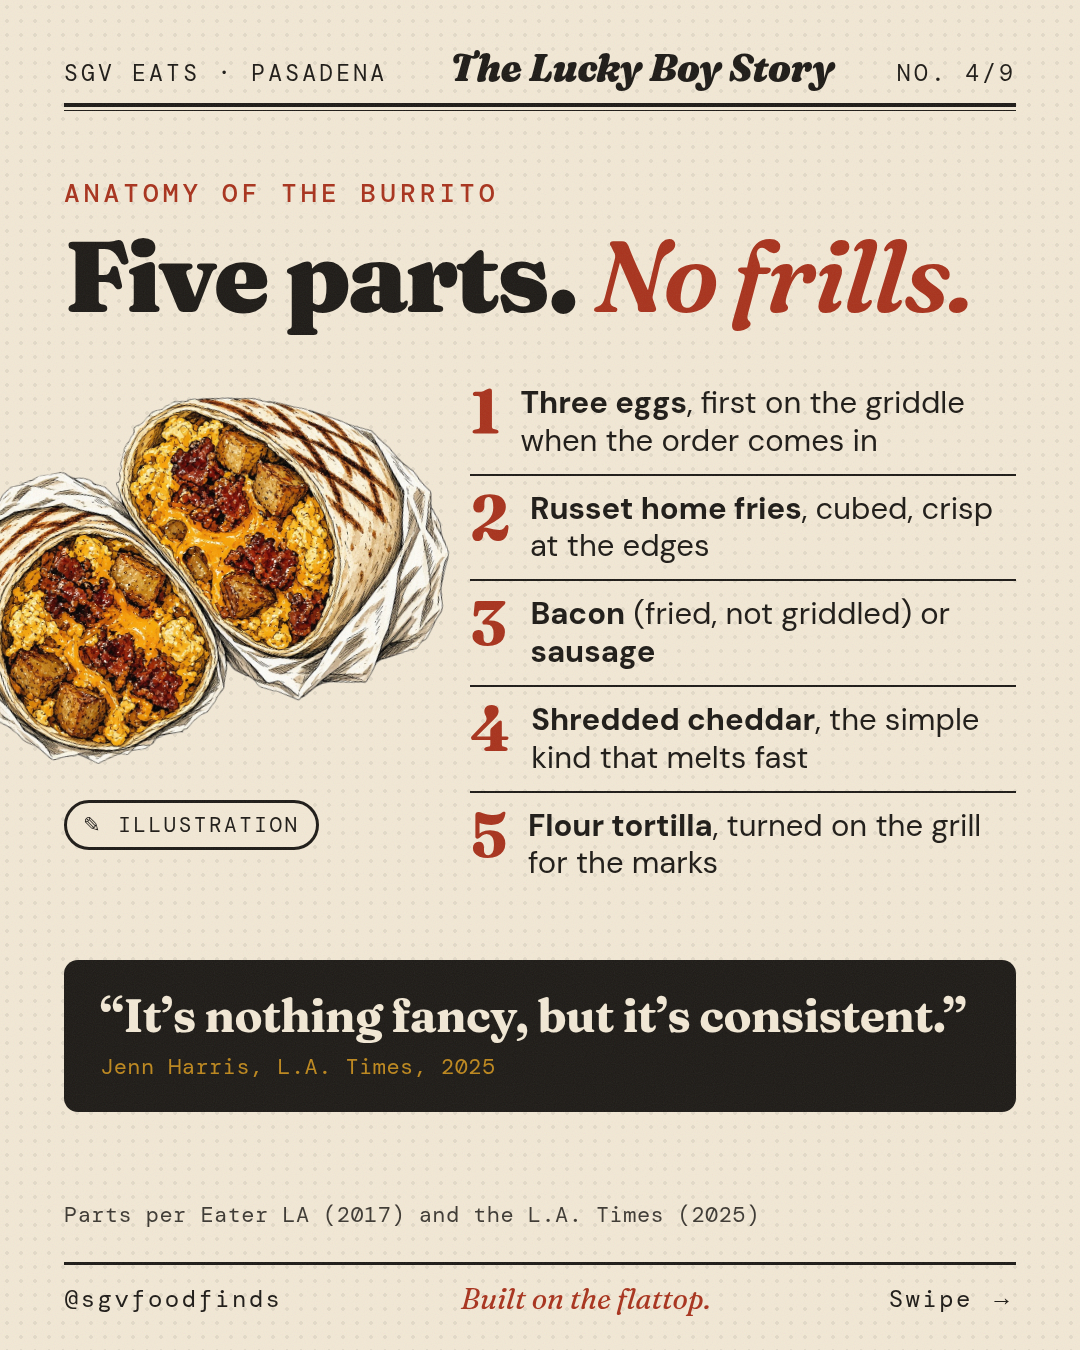 SGV EATS · PASADENA
The Lucky Boy Story
NO. 4/9
ANATOMY OF THE BURRITO
Five parts. No frills.
1 Three eggs, first on the griddle
when the order comes in
2 Russet home fries, cubed, crisp
at the edges
3 Bacon (fried, not griddled) or
sausage
4 Shredded cheddar, the simple
kind that melts fast
5 Flour tortilla, turned on the grill
for the marks
✎ ILLUSTRATION
“It’s nothing fancy, but it’s consistent.”
Jenn Harris, L.A. Times, 2025
Parts per Eater LA (2017) and the L.A. Times (2025)
@sgvfoodfinds
Built on the flattop.
Swipe →